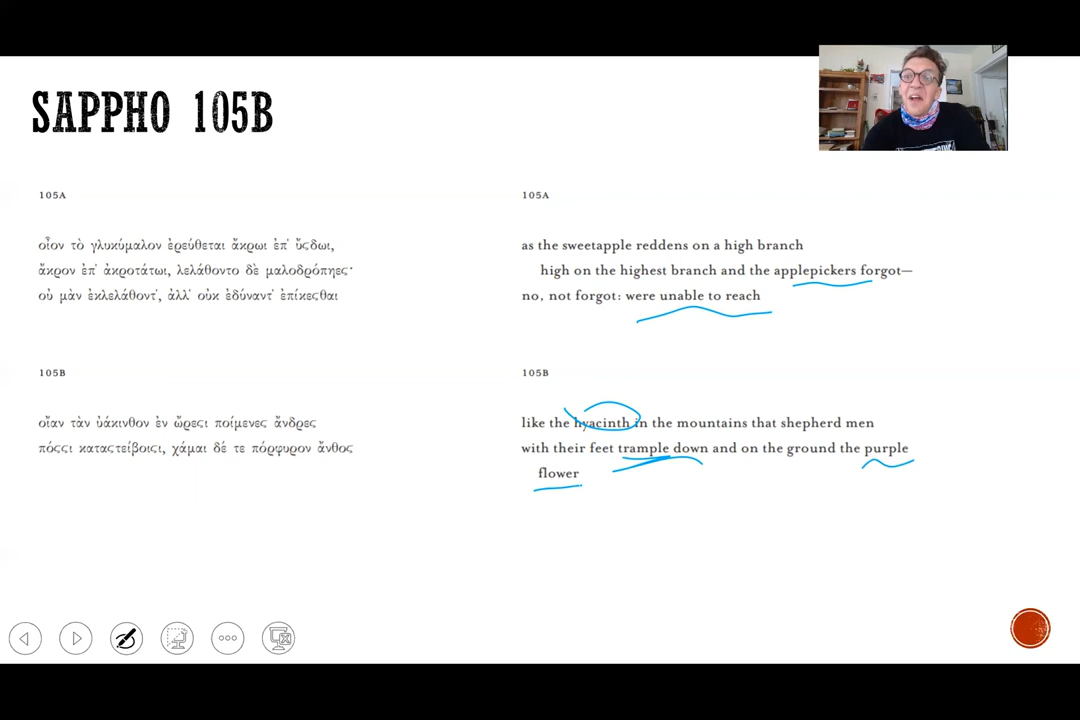 SAPPHO 105B
105A
οἶον τὸ γλυκύμαλον ἐρεύθεται ἄκρωι ἐπ' ὔϲδωι,
ἄκρον ἐπ' ἀκροτάτωι, λελάθοντο δὲ μαλοδρόπηεϲ·
οὐ μὰν ἐκλελάθοντ', ἀλλ' οὐκ ἐδύναντ' ἐπίκεϲθαι
105B
οἴαν τὰν ὐάκινθον ἐν ὤρεϲι ποίμενεϲ ἄνδρεϲ
πόϲϲι καταϲτείβοιϲι, χάμαι δέ τε πόρφυρον ἄνθοϲ
105A
as the sweetapple reddens on a high branch
high on the highest branch and the applepickers forgot—
no, not forgot: were unable to reach
105B
like the hyacinth in the mountains that shepherd men
with their feet trample down and on the ground the purple
flower